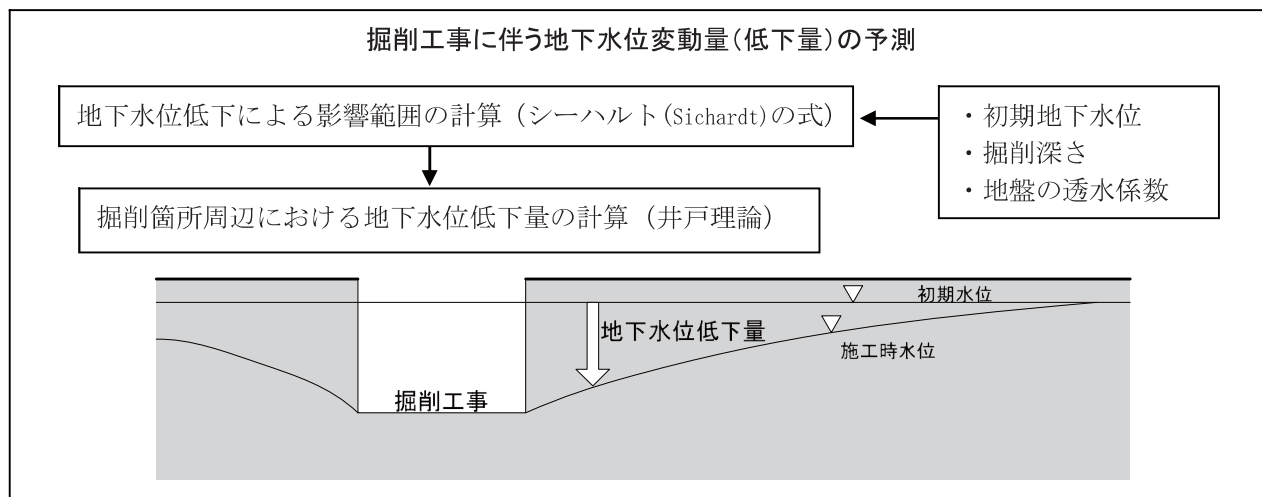 掘削工事に伴う地下水位変動量(低下量)の予測
地下水位低下による影響範囲の計算（シーハルト(Sichardt)の式）
・初期地下水位
・掘削深さ
・地盤の透水係数
掘削箇所周辺における地下水位低下量の計算（井戸理論）
初期水位
地下水位低下量
施工時水位
掘削工事